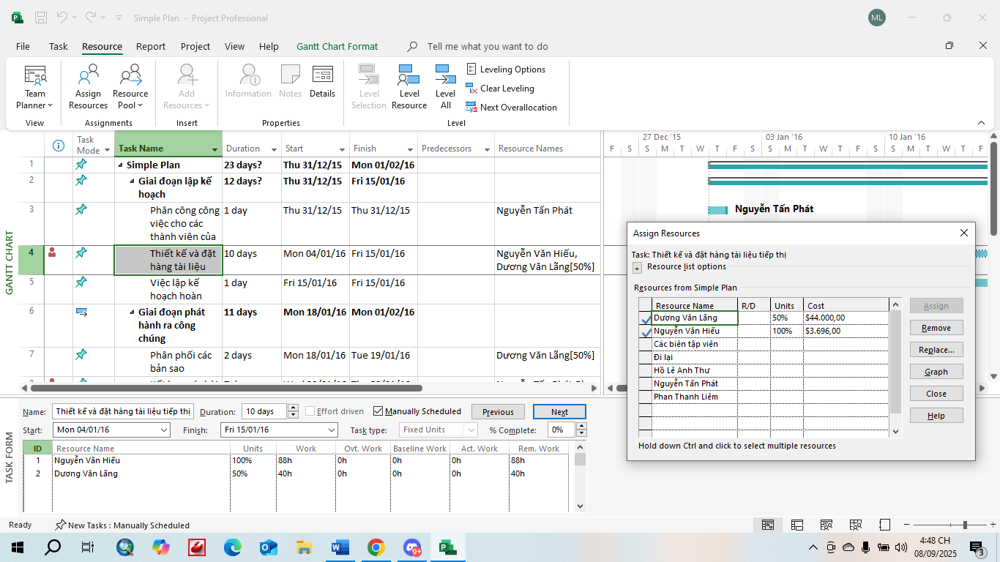 Simple Plan - Project Professional
ML
File Task Resource Report Project View Help Gantt Chart Format Tell me what you want to do
Team Planner
Assign Resources
Resource Pool
Add Resources
Information
Notes
Details
Level Selection
Level Resource
Level All
Leveling Options
Clear Leveling
Next Overallocation
View Assignments Insert Properties Level
GANTT CHART
Task Mode Task Name Duration Start Finish Predecessors Resource Names
27 Dec '15 03 Jan '16 10 Jan '16
F S S M T W T F S S M T W T F S S M T W T F
1 Simple Plan 23 days? Thu 31/12/15 Mon 01/02/16
2 Giai đoạn lập kế 12 days? Thu 31/12/15 Fri 15/01/16
hoạch
3 Phân công công 1 day Thu 31/12/15 Thu 31/12/15 Nguyễn Tấn Phát
việc cho các
thành viên của
Nguyễn Tấn Phát
4 Thiết kế và đặt 10 days Mon 04/01/16 Fri 15/01/16 Nguyễn Văn Hiếu,
hàng tài liệu Dương Văn Lãng[50%]
5 Việc lập kế 1 day Fri 15/01/16 Fri 15/01/16
hoạch hoàn
6 Giai đoạn phát 11 days Mon 18/01/16 Mon 01/02/16
hành ra công
chúng
7 Phân phối các 2 days Mon 18/01/16 Tue 19/01/16 Dương Văn Lãng[50%]
bản sao
Assign Resources
Task: Thiết kế và đặt hàng tài liệu tiếp thị
+ Resource list options
Resources from Simple Plan
Resource Name R/D Units Cost
Dương Văn Lãng 50% $44.000,00
Nguyễn Văn Hiếu 100% $3.696,00
Các biên tập viên
Đi lại
Hồ Lê Anh Thư
Nguyễn Tấn Phát
Phan Thanh Liêm
Assign
Remove
Replace...
Graph
Close
Help
Hold down Ctrl and click to select multiple resources
TASK FORM
Name: Thiết kế và đặt hàng tài liệu tiếp thị Duration: 10 days Effort driven Manually Scheduled Previous Next
Start: Mon 04/01/16 Finish: Fri 15/01/16 Task type: Fixed Units % Complete: 0%
ID Resource Name Units Work Ovt. Work Baseline Work Act. Work Rem. Work
1 Nguyễn Văn Hiếu 100% 88h 0h 0h 0h 88h
2 Dương Văn Lãng 50% 40h 0h 0h 0h 40h
Ready New Tasks : Manually Scheduled
9+
4:48 CH
08/09/2025
3